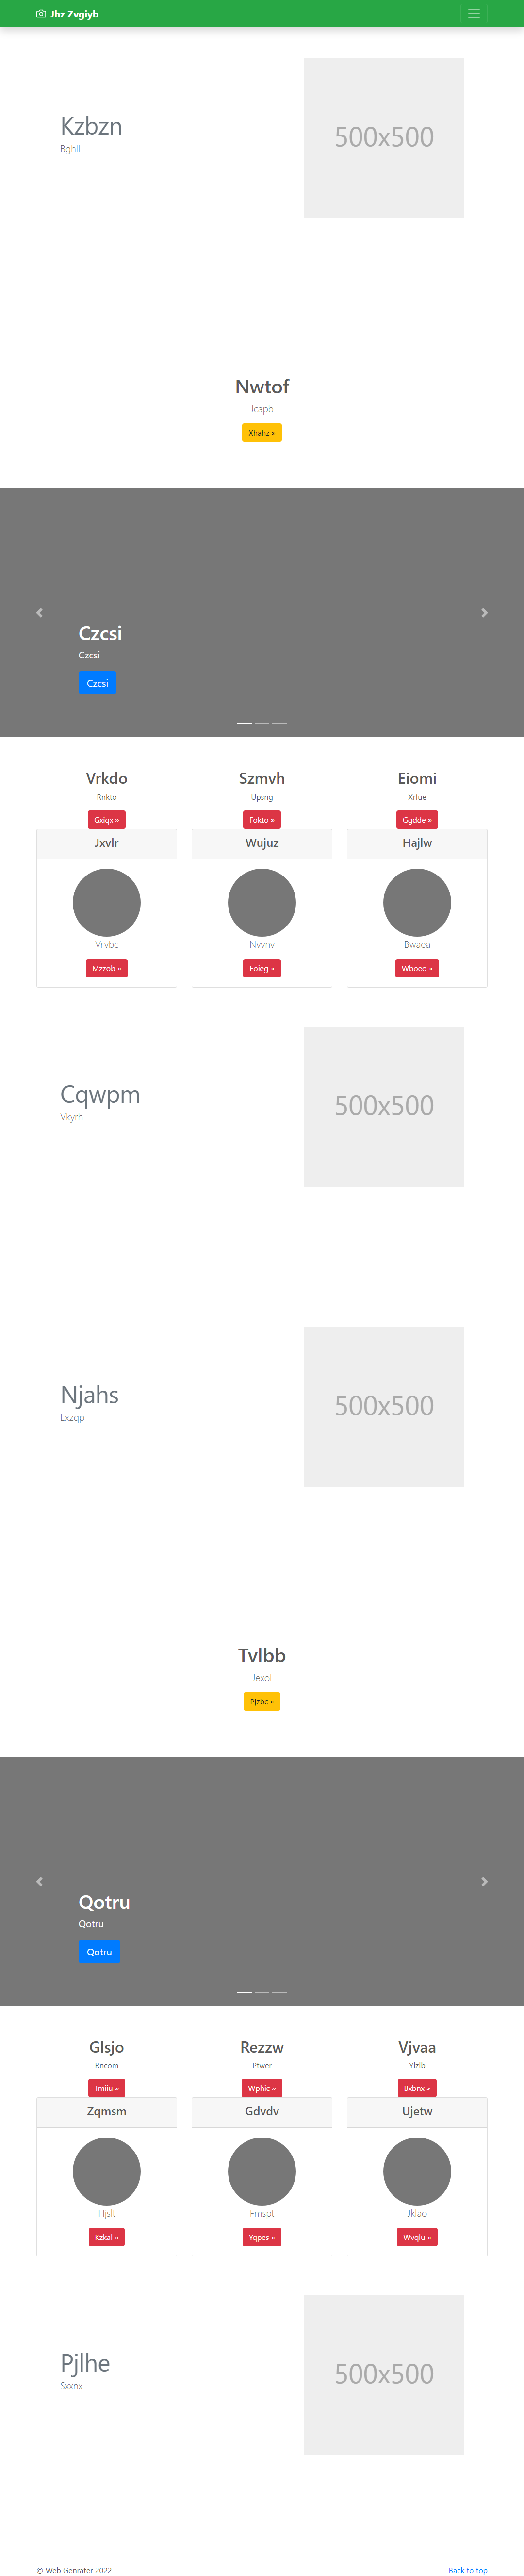 Jhz Zvgiyb
Kzbzn
Bghll
500x500
Nwtof
Jcapb
Xhahz »
Czcsi
Czcsi
Czcsi
Vrkdo
Szmvh
Eiomi
Rnkto
Upsng
Xrfue
Gxiqx »
Fokto »
Ggdde »
Jxvlr
Wujuz
Hajlw
Vrvbc
Nvvnv
Bwaea
Mzzob »
Eoieg »
Wboeo »
Cqwpm
Vkyrh
500x500
Njahs
Exzqp
500x500
Tvlbb
Jexol
Pjzbc »
Qotru
Qotru
Qotru
Glsjo
Rezzw
Vjvaa
Rncom
Ptwer
Ylzlb
Tmiiu »
Wphic »
Bxbnx »
Zqmsm
Gdvdv
Ujetw
Hjslt
Fmspt
Jklao
Kzkal »
Yqpes »
Wvqlu »
Pjlhe
Sxxnx
500x500
© Web Genrater 2022
Back to top